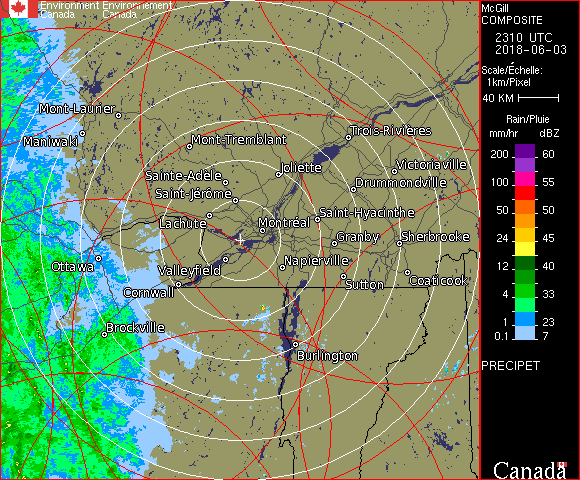 Environment Environnement
Canada Canada
McGill
COMPOSITE
2310 UTC
2018-06-03
Scale/Échelle:
1km/Pixel
40 KM
Rain/Pluie
mm/hr dBZ
200 60
100 55
50 50
24 45
12 40
4 33
1 23
0.1 7
PRECIPET
Canada
Mont-Laurier
Maniwaki
Mont-Tremblant
Trois-Rivières
Sainte-Adèle
Joliette
Victoriaville
Saint-Jérôme
Drummondville
Lachute
Montréal
Saint-Hyacinthe
Granby
Sherbrooke
Ottawa
Valleyfield
Napierville
Cornwall
Sutton
Coaticook
Brockville
Burlington